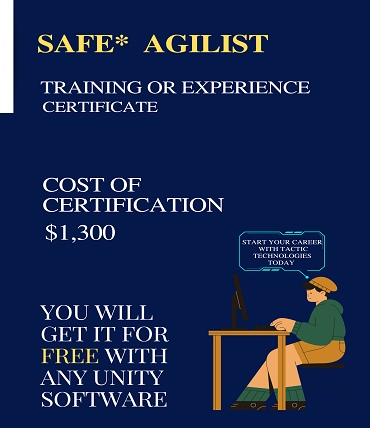 SAFE* AGILIST
TRAINING OR EXPERIENCE
CERTIFICATE
COST OF
CERTIFICATION
$1,300
START YOUR CAREER
WITH TACTIC
TECHNOLOGIES
TODAY
YOU WILL
GET IT FOR
FREE WITH
ANY UNITY
SOFTWARE